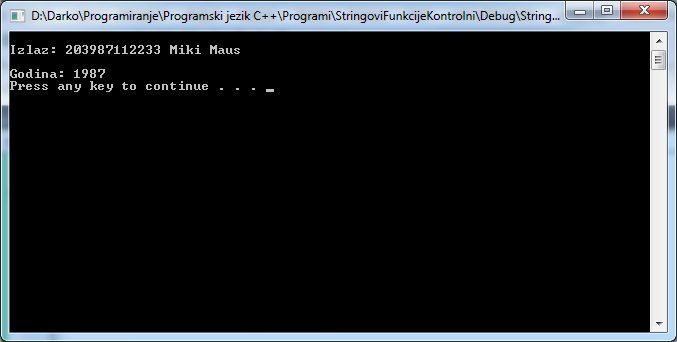 D:\Darko\Programiranje\Programski jezik C++\Programi\StringoviFunkcijeKontrolni\Debug\String...
Izlaz: 203987112233 Miki Maus
Godina: 1987
Press any key to continue . . .